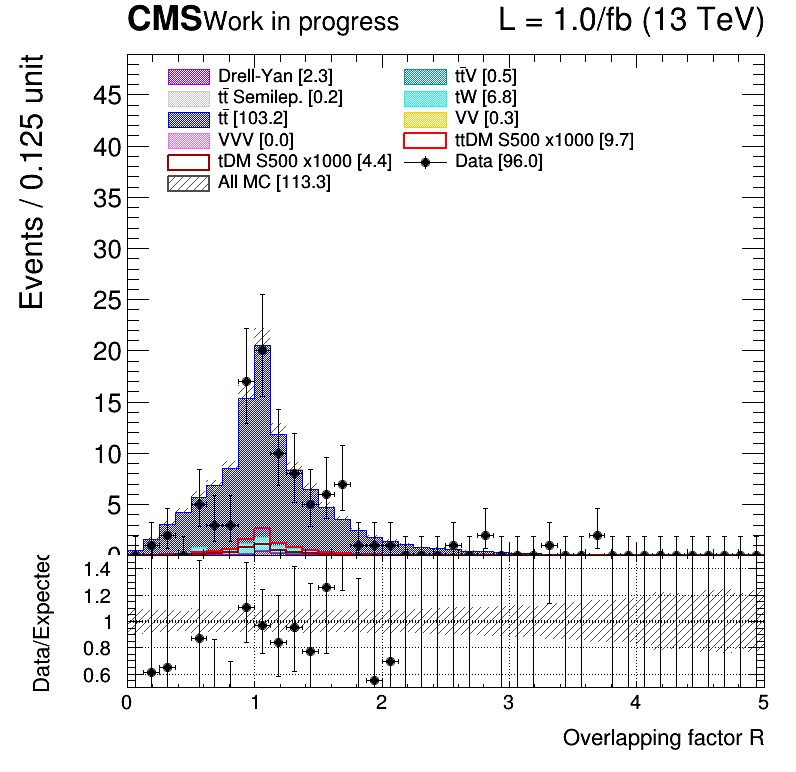 CMS Work in progress L = 1.0/fb (13 TeV)
Events / 0.125 unit
Drell-Yan [2.3] tt̄V [0.5]
tt̄ Semilep. [0.2] tW [6.8]
tt̄ [103.2] VV [0.3]
VVV [0.0] ttDM S500 x1000 [9.7]
tDM S500 x1000 [4.4] Data [96.0]
All MC [113.3]
45
40
35
30
25
20
15
10
5
0
Data/Expected
1.4
1.2
1
0.8
0.6
0 1 2 3 4 5
Overlapping factor R